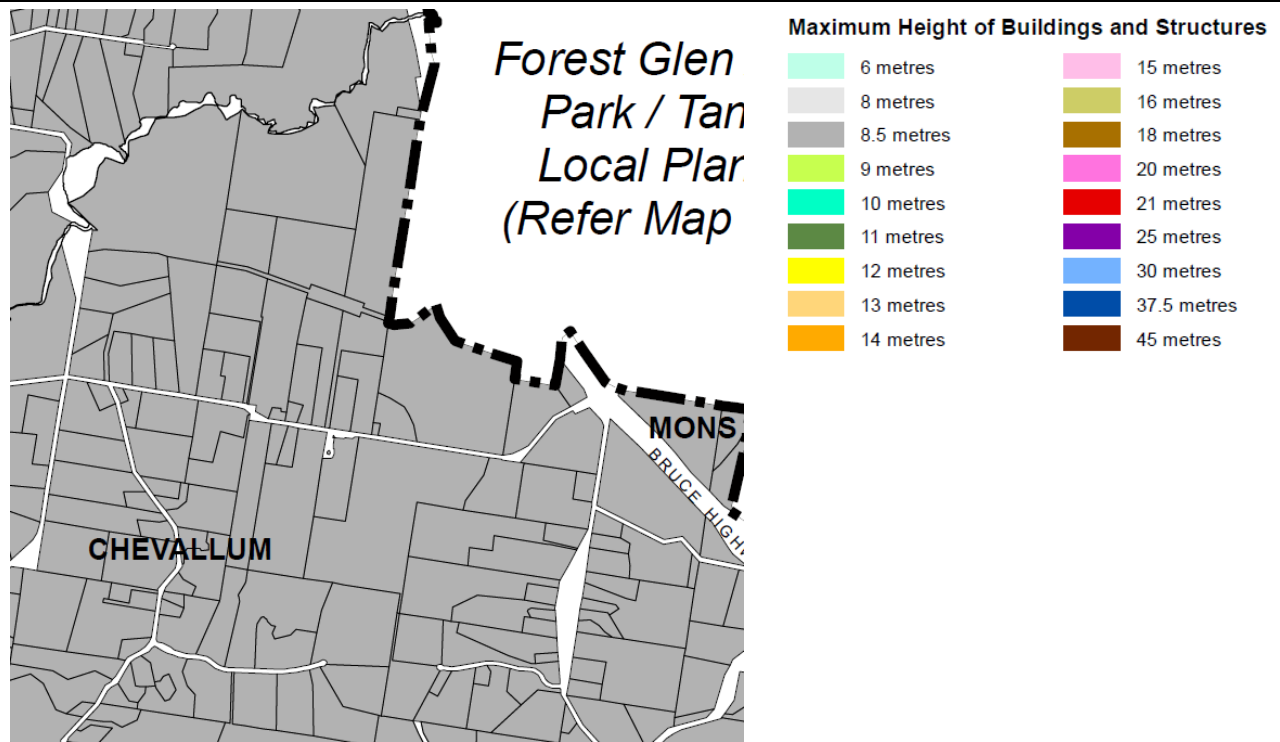 Forest Glen
Park / Tan
Local Plan
(Refer Map
MONS
BRUCE HIGHW
CHEVALLUM
Maximum Height of Buildings and Structures
6 metres
8 metres
8.5 metres
9 metres
10 metres
11 metres
12 metres
13 metres
14 metres
15 metres
16 metres
18 metres
20 metres
21 metres
25 metres
30 metres
37.5 metres
45 metres